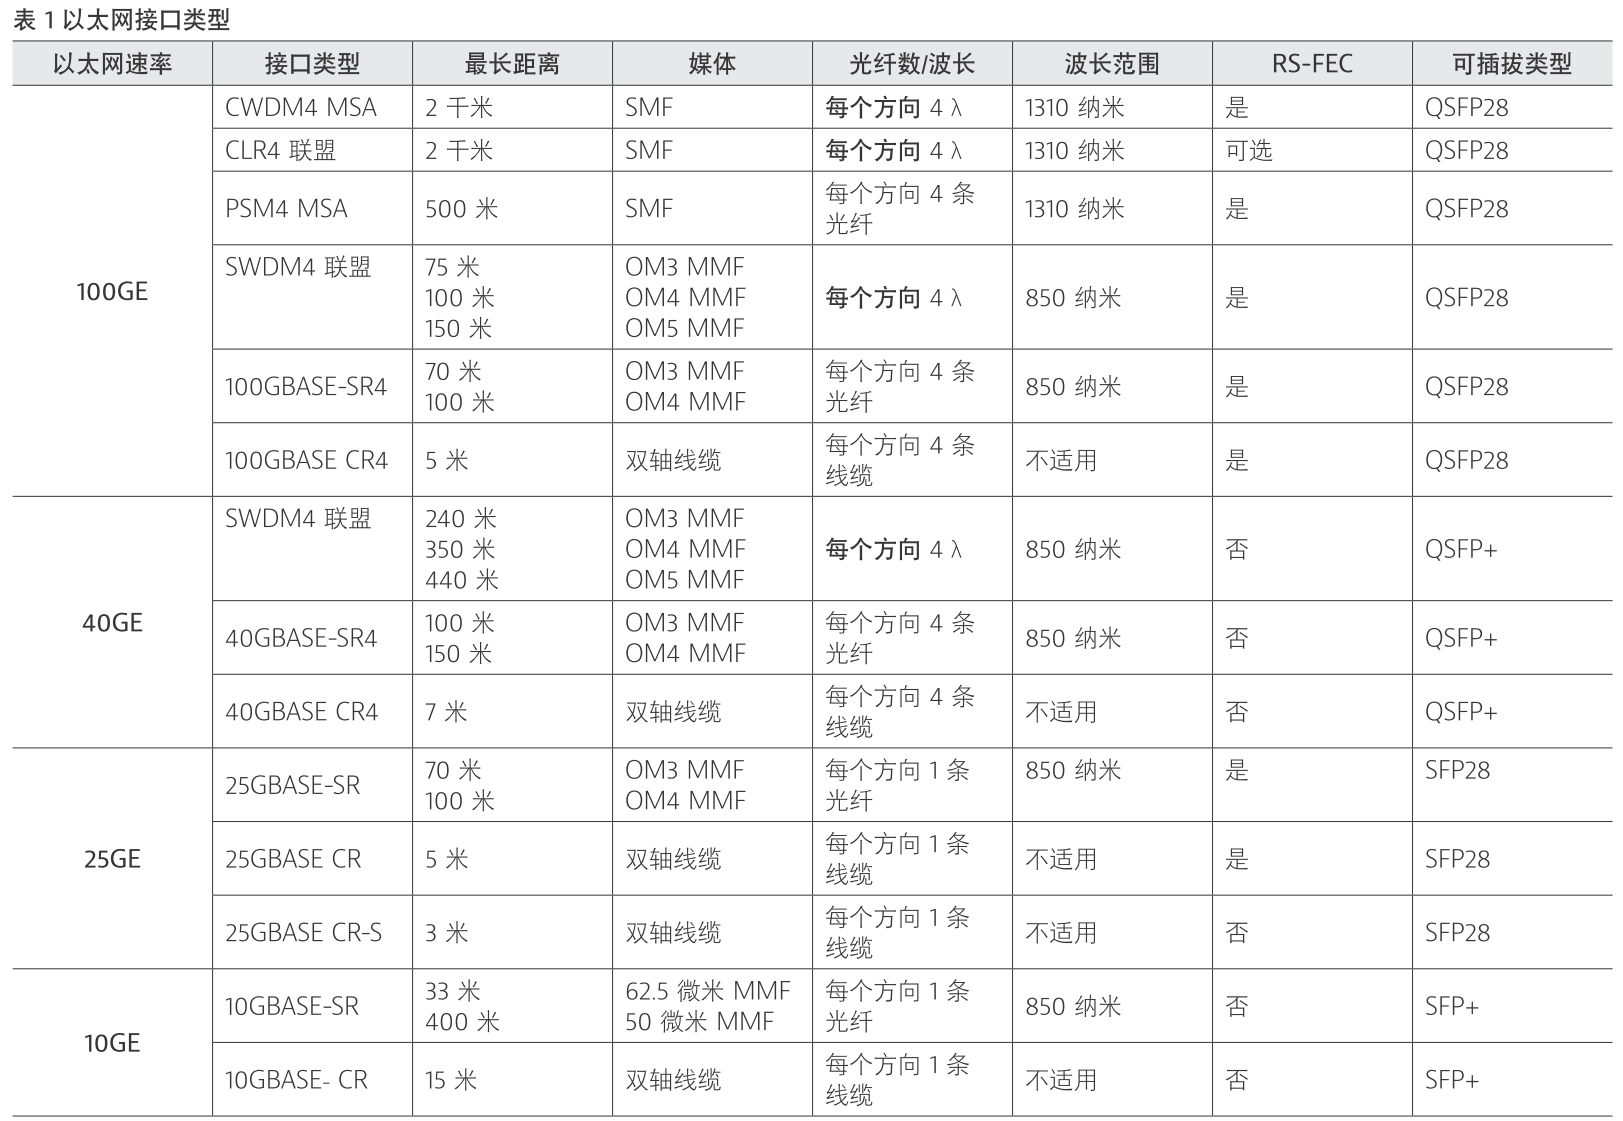 表 1 以太网接口类型
以太网速率 接口类型 最长距离 媒体 光纤数/波长 波长范围 RS-FEC 可插拔类型
100GE
CWDM4 MSA 2 千米 SMF 每个方向 4 λ 1310 纳米 是 QSFP28
CLR4 联盟 2 千米 SMF 每个方向 4 λ 1310 纳米 可选 QSFP28
PSM4 MSA 500 米 SMF 每个方向 4 条
光纤 1310 纳米 是 QSFP28
SWDM4 联盟 75 米
100 米
150 米 OM3 MMF
OM4 MMF
OM5 MMF 每个方向 4 λ 850 纳米 是 QSFP28
100GBASE-SR4 70 米
100 米 OM3 MMF
OM4 MMF 每个方向 4 条
光纤 850 纳米 是 QSFP28
100GBASE CR4 5 米 双轴线缆 每个方向 4 条
线缆 不适用 是 QSFP28
40GE
SWDM4 联盟 240 米
350 米
440 米 OM3 MMF
OM4 MMF
OM5 MMF 每个方向 4 λ 850 纳米 否 QSFP+
40GBASE-SR4 100 米
150 米 OM3 MMF
OM4 MMF 每个方向 4 条
光纤 850 纳米 否 QSFP+
40GBASE CR4 7 米 双轴线缆 每个方向 4 条
线缆 不适用 否 QSFP+
25GE
25GBASE-SR 70 米
100 米 OM3 MMF
OM4 MMF 每个方向 1 条
光纤 850 纳米 是 SFP28
25GBASE CR 5 米 双轴线缆 每个方向 1 条
线缆 不适用 是 SFP28
25GBASE CR-S 3 米 双轴线缆 每个方向 1 条
线缆 不适用 否 SFP28
10GE
10GBASE-SR 33 米
400 米 62.5 微米 MMF
50 微米 MMF 每个方向 1 条
光纤 850 纳米 否 SFP+
10GBASE- CR 15 米 双轴线缆 每个方向 1 条
线缆 不适用 否 SFP+